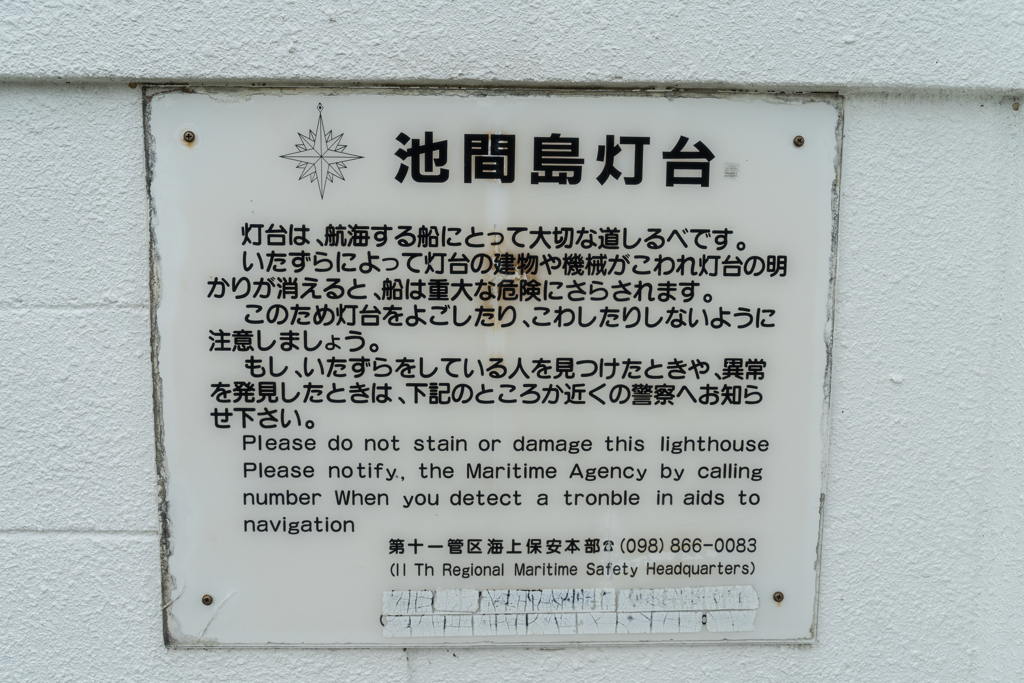 池間島灯台
灯台は、航海する船にとって大切な道しるべです。
いたずらによって灯台の建物や機械がこわれ灯台の明
かりが消えると、船は重大な危険にさらされます。
このため灯台をよごしたり、こわしたりしないように
注意しましょう。
もし、いたずらをしている人を見つけたときや、異常
を発見したときは、下記のところか近くの警察へお知ら
せ下さい。
Please do not stain or damage this lighthouse
Please notify, the Maritime Agency by calling
number When you detect a tronble in aids to
navigation
第十一管区海上保安本部☎(098)866-0083
(II Th Regional Maritime Safety Headquarters)